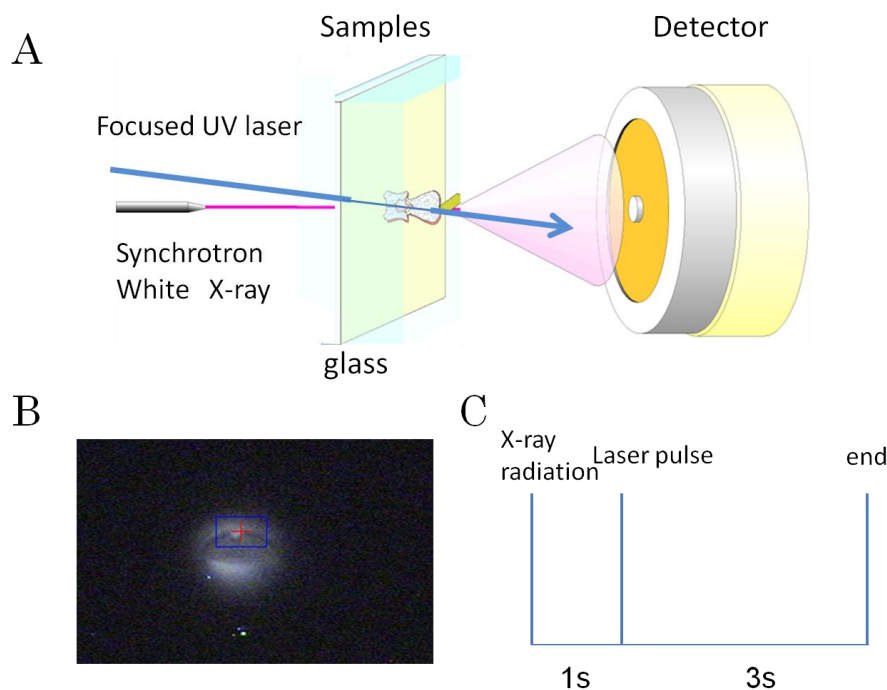 A
Samples
Detector
Focused UV laser
Synchrotron
White X-ray
glass
B
C
X-ray
radiation
Laser pulse
end
1s
3s